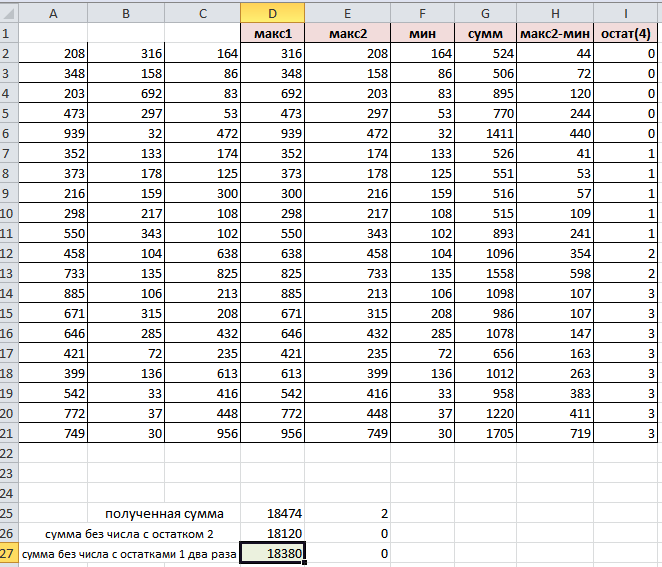 A B C D E F G H I
1 макс1 макс2 мин сумм макс2-мин остат(4)
2 208 316 164 316 208 164 524 44 0
3 348 158 86 348 158 86 506 72 0
4 203 692 83 692 203 83 895 120 0
5 473 297 53 473 297 53 770 244 0
6 939 32 472 939 472 32 1411 440 0
7 352 133 174 352 174 133 526 41 1
8 373 178 125 373 178 125 551 53 1
9 216 159 300 300 216 159 516 57 1
10 298 217 108 298 217 108 515 109 1
11 550 343 102 550 343 102 893 241 1
12 458 104 638 638 458 104 1096 354 2
13 733 135 825 825 733 135 1558 598 2
14 885 106 213 885 213 106 1098 107 3
15 671 315 208 671 315 208 986 107 3
16 646 285 432 646 432 285 1078 147 3
17 421 72 235 421 235 72 656 163 3
18 399 136 613 613 399 136 1012 263 3
19 542 33 416 542 416 33 958 383 3
20 772 37 448 772 448 37 1220 411 3
21 749 30 956 956 749 30 1705 719 3
22
23
24
25 полученная сумма 18474 2
26 сумма без числа с остатком 2 18120 0
27 сумма без числа с остатками 1 два раза 18380 0